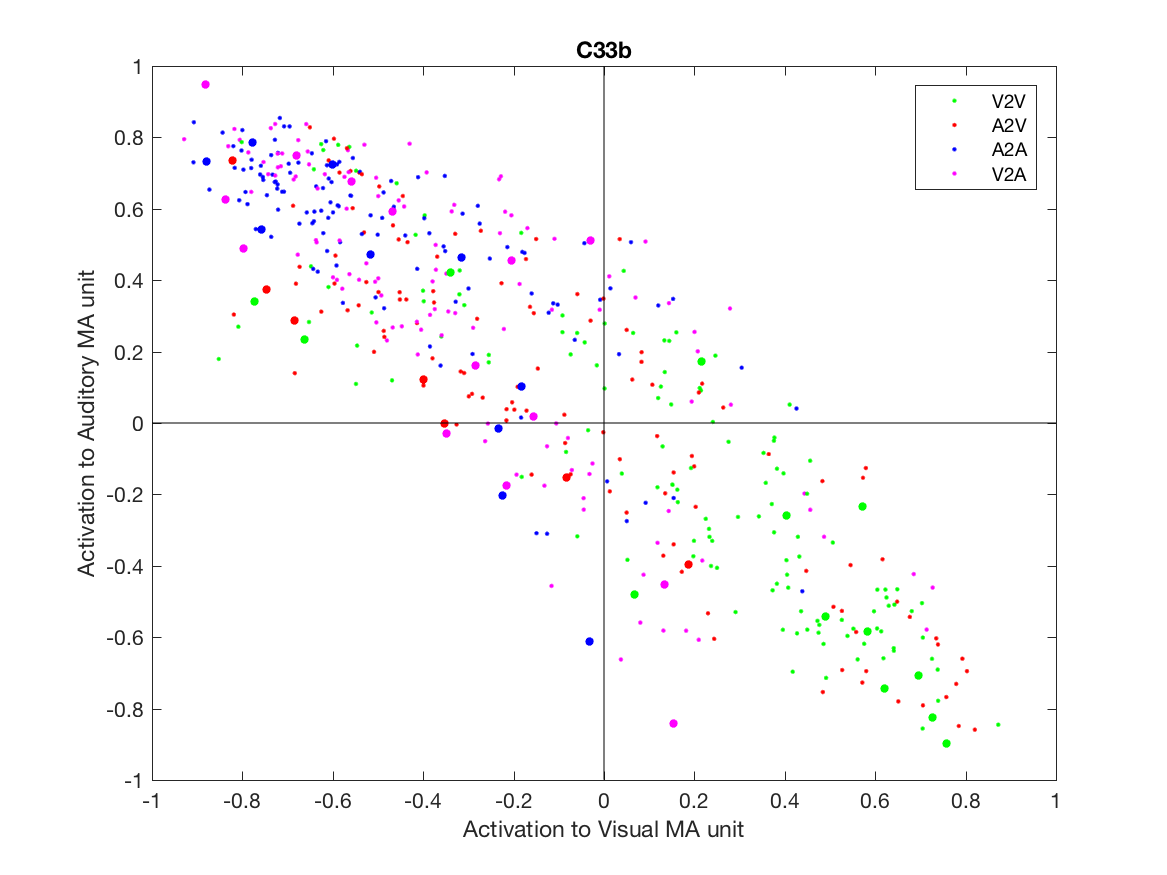 C33b
Activation to Auditory MA unit
1
0.8
0.6
0.4
0.2
0
-0.2
-0.4
-0.6
-0.8
-1
V2V
A2V
A2A
V2A
-1 -0.8 -0.6 -0.4 -0.2 0 0.2 0.4 0.6 0.8 1
Activation to Visual MA unit